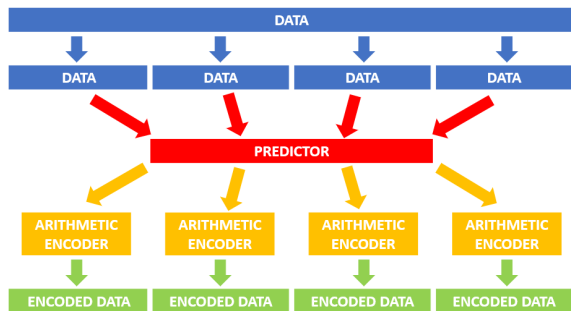 DATA
DATA DATA DATA DATA
PREDICTOR
ARITHMETIC ARITHMETIC ARITHMETIC ARITHMETIC
ENCODER ENCODER ENCODER ENCODER
ENCODED DATA ENCODED DATA ENCODED DATA ENCODED DATA